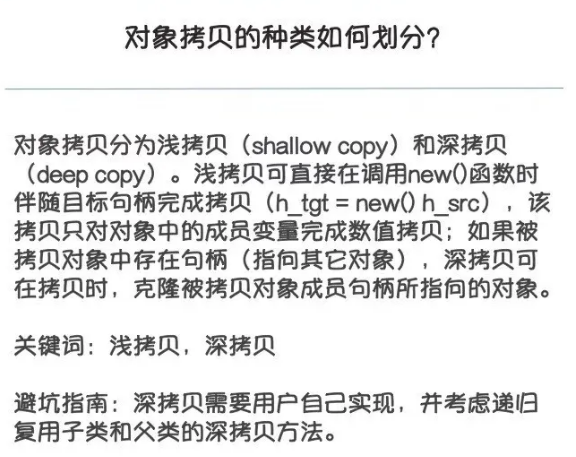 对象拷贝的种类如何划分？
对象拷贝分为浅拷贝（shallow copy）和深拷贝
（deep copy）。浅拷贝可直接在调用new()函数时
伴随目标句柄完成拷贝（h_tgt = new() h_src），该
拷贝只对对象中的成员变量完成数值拷贝；如果被
拷贝对象中存在句柄（指向其它对象），深拷贝可
在拷贝时，克隆被拷贝对象成员句柄所指向的对象。
关键词：浅拷贝，深拷贝
避坑指南：深拷贝需要用户自己实现，并考虑递归
复用子类和父类的深拷贝方法。